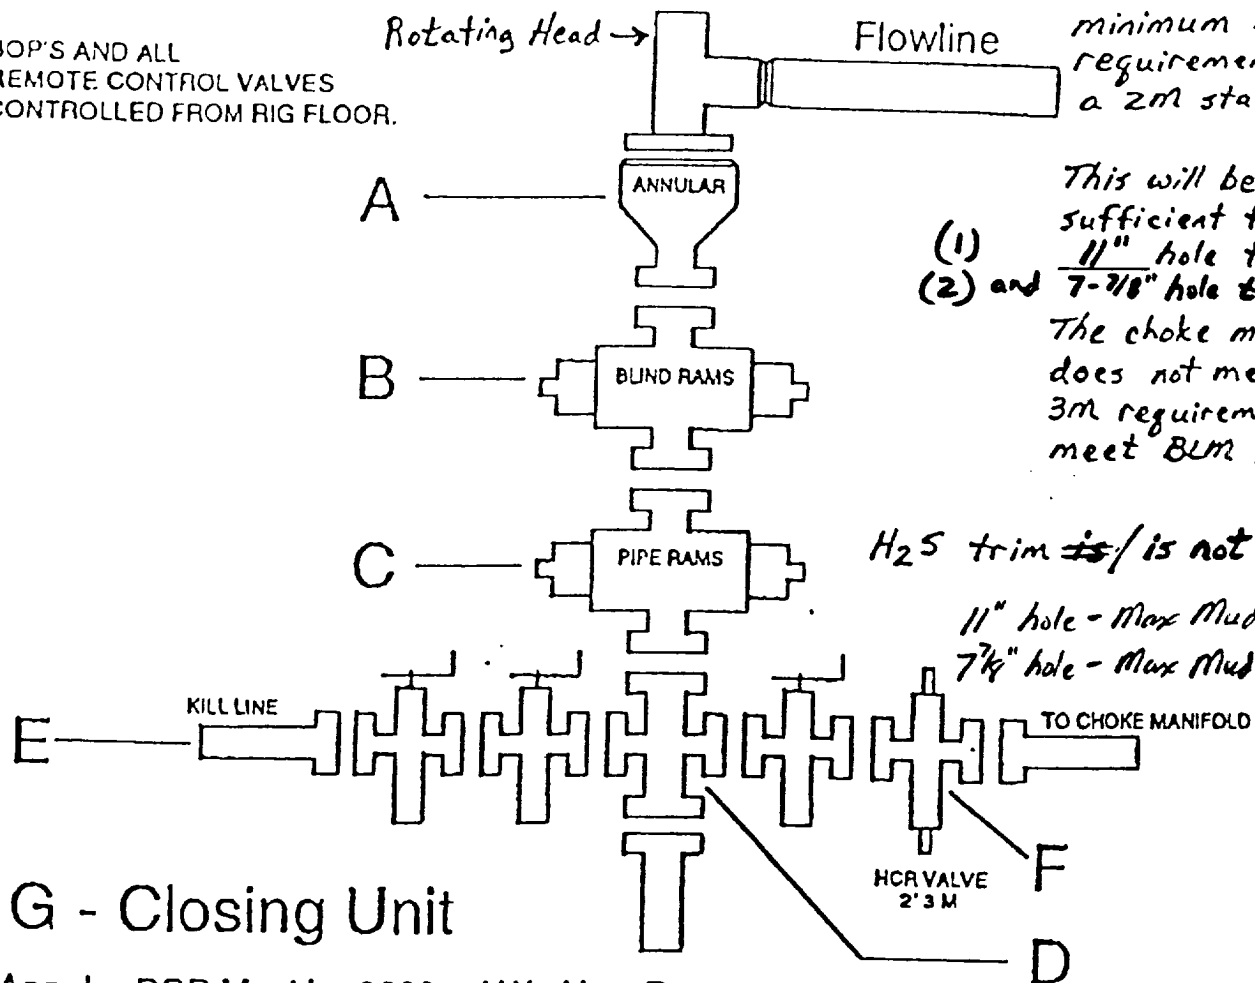 BOP'S AND ALL
REMOTE CONTROL VALVES
CONTROLLED FROM RIG FLOOR.
Rotating Head →
Flowline
minimum
requiremen
a 2M sta
A
ANNULAR
This will be
sufficient t
(1) 11" hole t
(2) and 7-7/8" hole t
The choke m
does not me
3M requirem
meet BLM
B
BLIND RAMS
C
PIPE RAMS
H2S trim is/is not
11" hole - Max Mud
7 7/8" hole - Max Mud
E
KILL LINE
TO CHOKE MANIFOLD
HCR VALVE
2' 3 M
F
D
G - Closing Unit